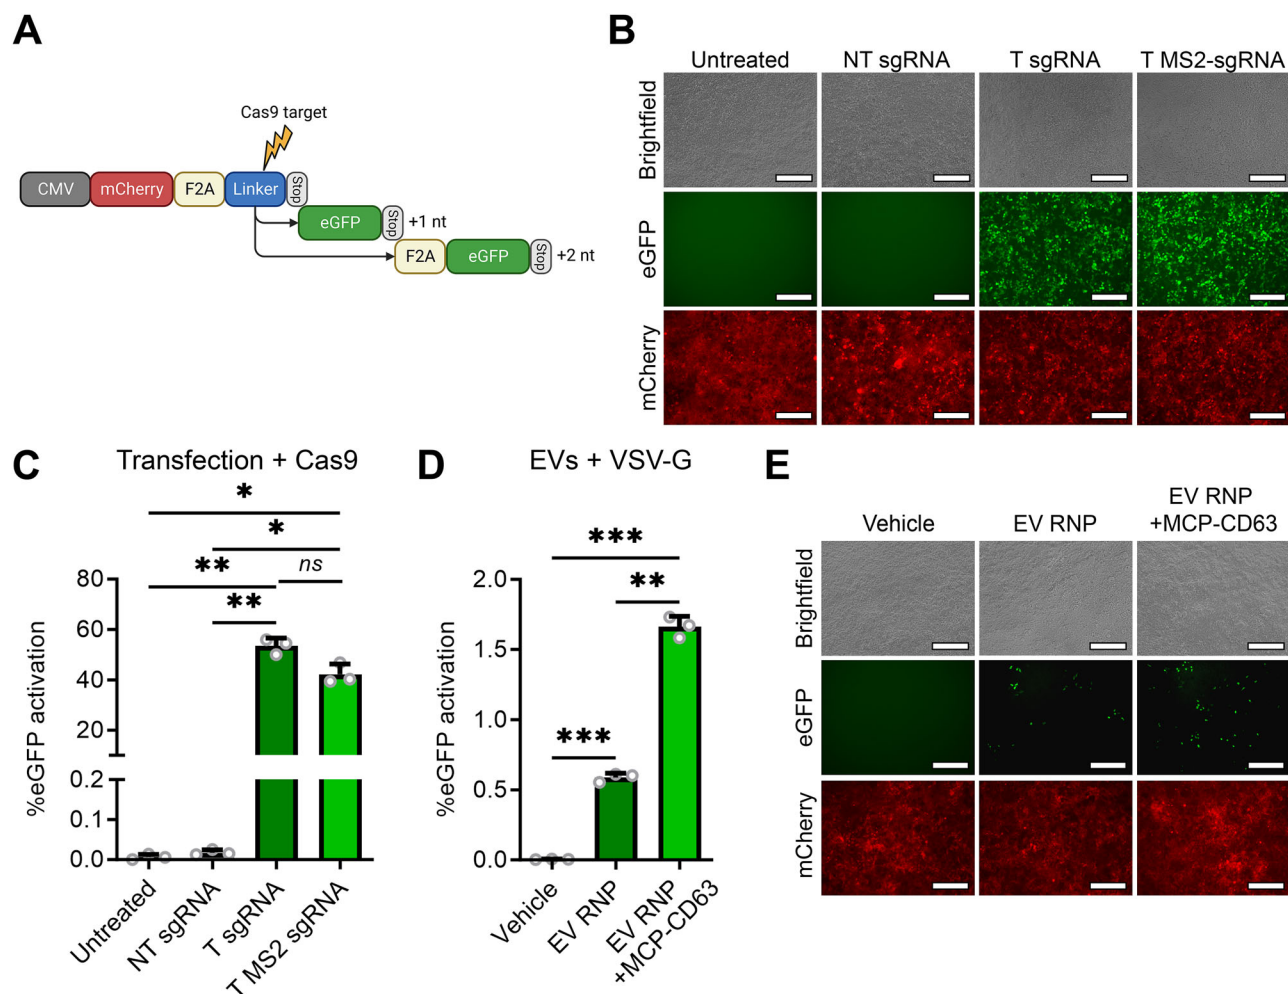 A
Cas9 target
CMV
mCherry
F2A
Linker
Stop
eGFP
Stop
+1 nt
F2A
eGFP
Stop
+2 nt
B
Untreated
NT sgRNA
T sgRNA
T MS2-sgRNA
Brightfield
eGFP
mCherry
C
Transfection + Cas9
*
*
**
ns
**
%eGFP activation
80
60
40
20
0.2
0.1
0.0
Untreated
NT sgRNA
T sgRNA
T MS2 sgRNA
D
EVs + VSV-G
***
**
***
%eGFP activation
2.0
1.5
1.0
0.5
0.0
Vehicle
EV RNP
EV RNP
+MCP-CD63
E
Vehicle
EV RNP
EV RNP
+MCP-CD63
Brightfield
eGFP
mCherry